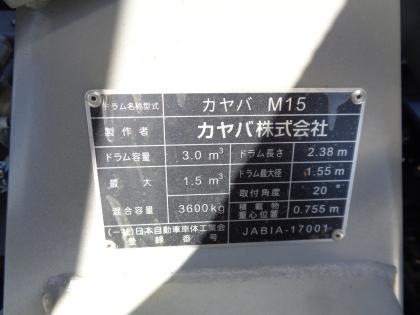 ドラム名称型式 カヤバ M15
製作者 カヤバ株式会社
ドラム容量 3.0 m³ ドラム長さ 2.38 m
最大 1.5 m³ ドラム最大径 1.55 m
混合容量 3600kg 取付角度 20°
積載物重心位置 0.755 m
(一社)日本自動車車体工業会
登録番号 JABIA-17001